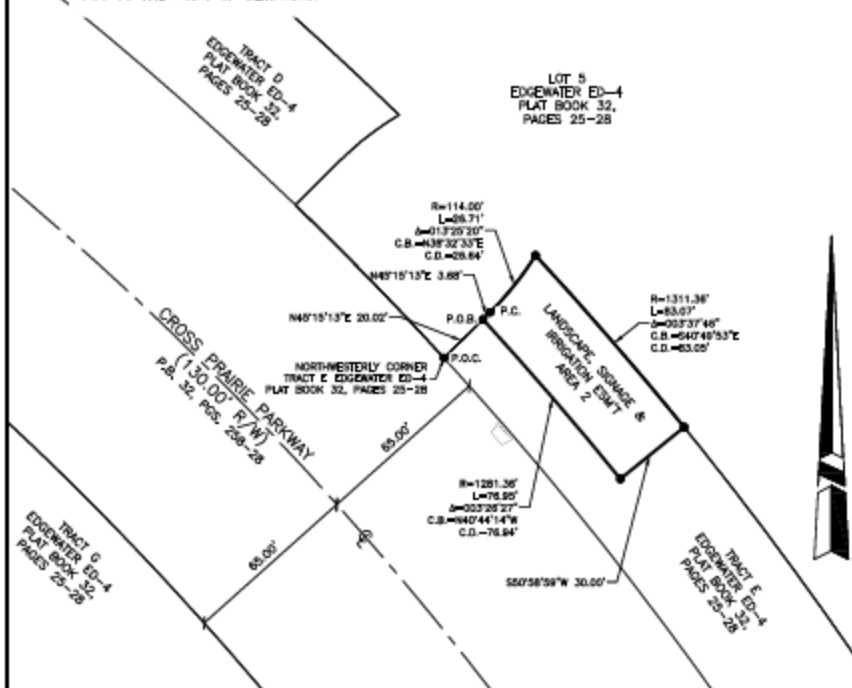 TRACT D
EDGEWATER ED-4
PLAT BOOK 32,
PAGES 25-28
LOT 5
EDGEWATER ED-4
PLAT BOOK 32,
PAGES 25-28
R=114.00'
L=26.71'
Δ=013°25'20"
C.B.=N38°32'33"E
C.D.=26.64'
N45°15'13"E 3.68'
P.O.B.
P.C.
N45°15'13"E 20.02'
P.O.C.
NORTHWESTERLY CORNER
TRACT E EDGEWATER ED-4
PLAT BOOK 32, PAGES 25-28
LANDSCAPE, SIGNAGE &
IRRIGATION ESM'T
AREA 2
R=1311.36'
L=83.07'
Δ=003°37'46"
C.B.=S40°49'53"E
C.D.=83.05'
CROSS PRAIRIE PARKWAY
(130.00' R/W)
P.B. 32, PGS. 258-28
65.00'
65.00'
R=1281.36'
L=76.95'
Δ=003°26'27"
C.B.=N40°44'14"W
C.D.=76.94'
S50°58'59"W 30.00'
TRACT G
EDGEWATER ED-4
PLAT BOOK 32,
PAGES 25-28
TRACT E
EDGEWATER ED-4
PLAT BOOK 32,
PAGES 25-28